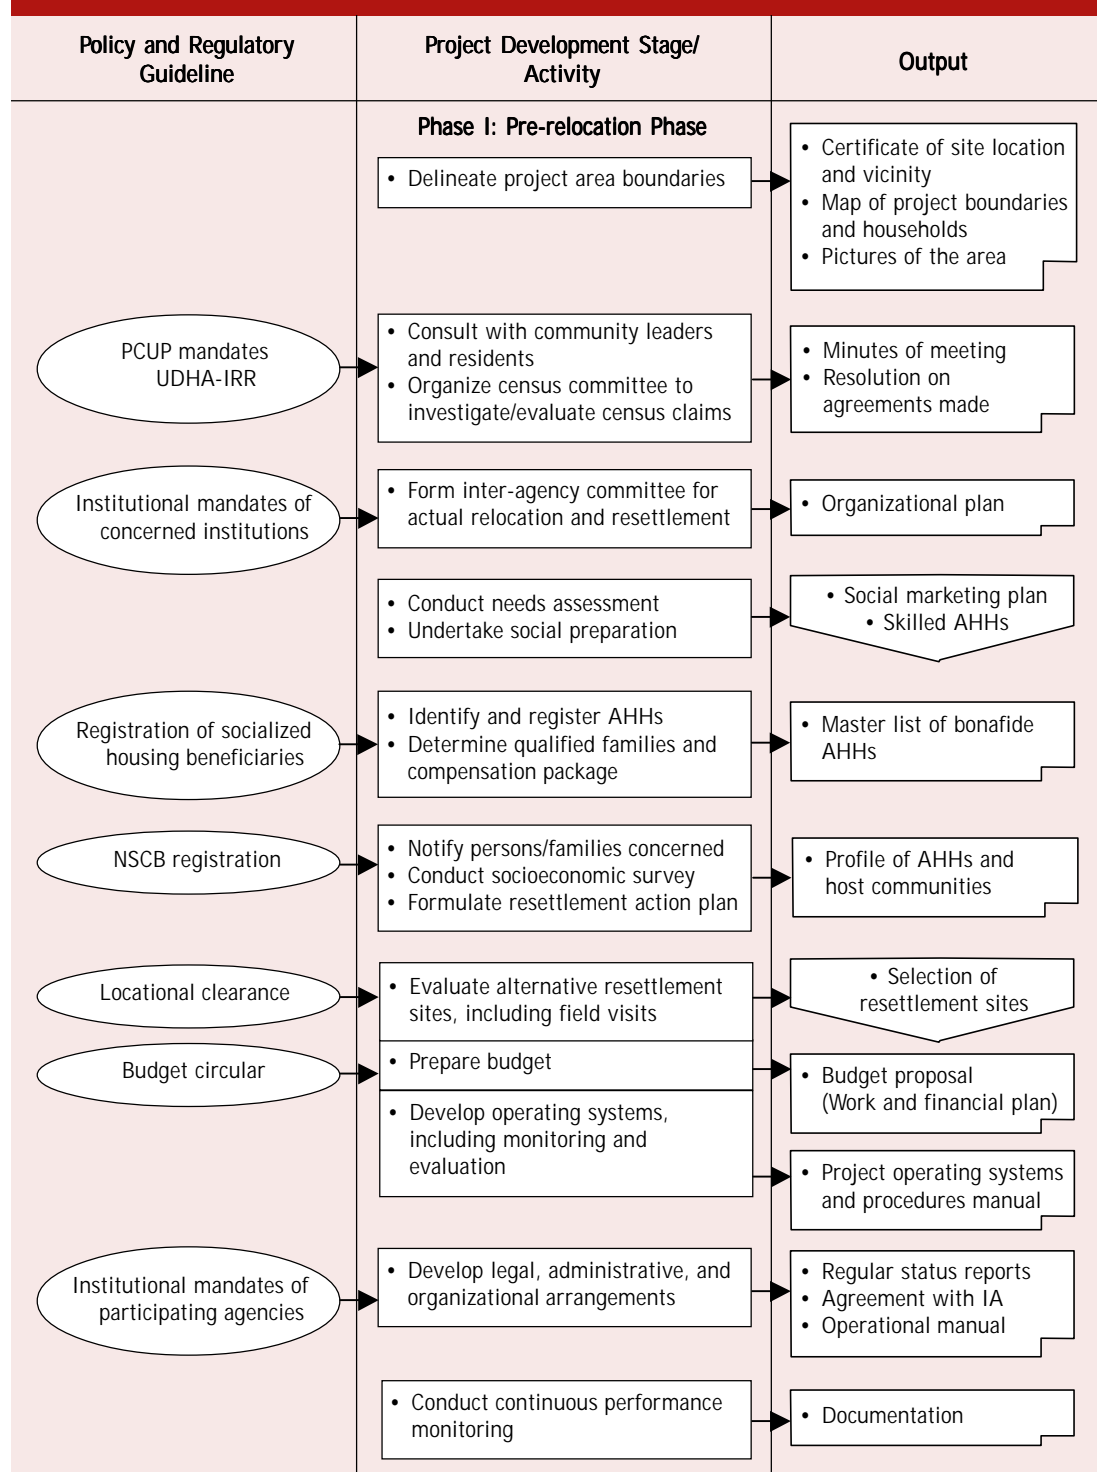 Policy and Regulatory
Guideline
Project Development Stage/
Activity
Output
Phase I: Pre-relocation Phase
• Delineate project area boundaries
• Certificate of site location
and vicinity
• Map of project boundaries
and households
• Pictures of the area
PCUP mandates
UDHA-IRR
• Consult with community leaders
and residents
• Organize census committee to
investigate/evaluate census claims
• Minutes of meeting
• Resolution on
agreements made
Institutional mandates of
concerned institutions
• Form inter-agency committee for
actual relocation and resettlement
• Organizational plan
• Conduct needs assessment
• Undertake social preparation
• Social marketing plan
• Skilled AHHs
Registration of socialized
housing beneficiaries
• Identify and register AHHs
• Determine qualified families and
compensation package
• Master list of bonafide
AHHs
NSCB registration
• Notify persons/families concerned
• Conduct socioeconomic survey
• Formulate resettlement action plan
• Profile of AHHs and
host communities
Locational clearance
• Evaluate alternative resettlement
sites, including field visits
• Selection of
resettlement sites
Budget circular
• Prepare budget
• Budget proposal
(Work and financial plan)
• Develop operating systems,
including monitoring and
evaluation
• Project operating systems
and procedures manual
Institutional mandates of
participating agencies
• Develop legal, administrative, and
organizational arrangements
• Regular status reports
• Agreement with IA
• Operational manual
• Conduct continuous performance
monitoring
• Documentation